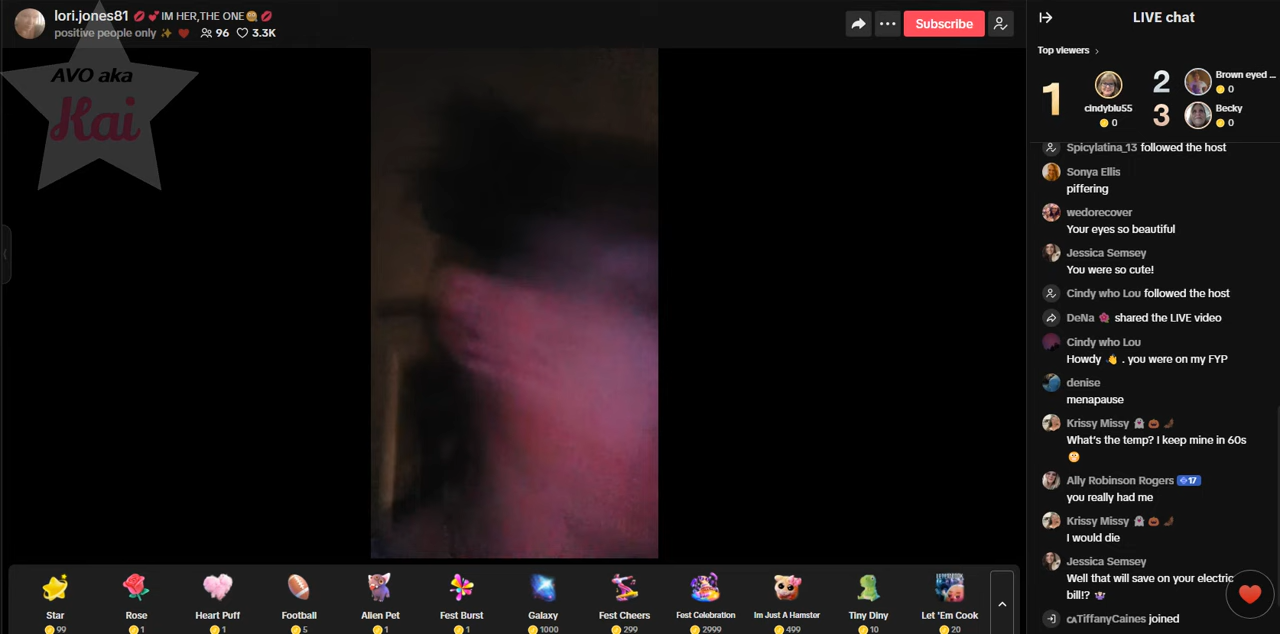 lori.jones81 💋 💕IM HER,THE ONE🍪💋
positive people only ✨ ❤️ 96 3.3K
Subscribe
AVO aka
Kai
LIVE chat
Top viewers
1
cindyblu55
0
2
Brown eyed ...
0
3
Becky
0
Spicylatina_13 followed the host
Sonya Ellis
piffering
wedorecover
Your eyes so beautiful
Jessica Semsey
You were so cute!
Cindy who Lou followed the host
DeNa 🌺 shared the LIVE video
Cindy who Lou
Howdy 👋 . you were on my FYP
denise
menapause
Krissy Missy 👻 🎃 🍂
What's the temp? I keep mine in 60s
😬
Ally Robinson Rogers 17
you really had me
Krissy Missy 👻 🎃 🍂
I would die
Jessica Semsey
Well that will save on your electric
bill!?
caTiffanyCaines joined
Star Rose Heart Puff Football Alien Pet Fest Burst Galaxy Fest Cheers Fest Celebration Im Just A Hamster Tiny Diny Let 'Em Cook
99 1 1 5 1 1 1000 299 2999 499 10 20